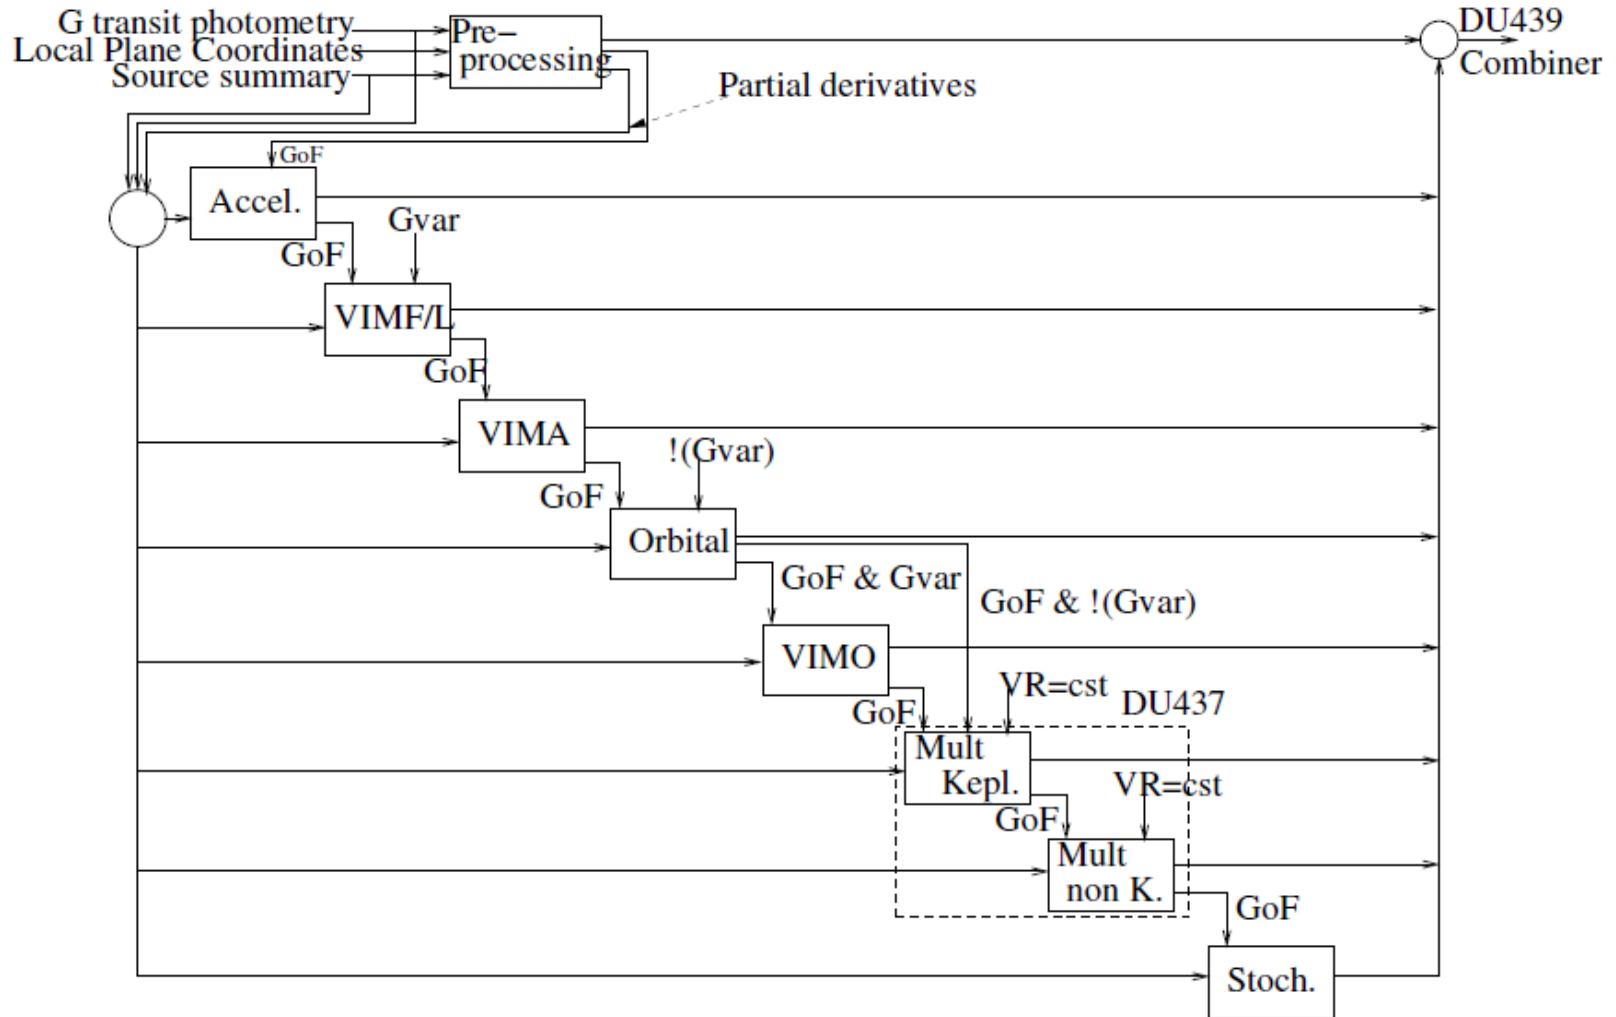 G transit photometry
Local Plane Coordinates
Source summary
Pre-
processing
DU439
Combiner
Partial derivatives
GoF
Accel.
Gvar
GoF
VIMF/L
GoF
VIMA
!(Gvar)
GoF
Orbital
GoF & Gvar
GoF & !(Gvar)
VIMO
VR=cst
DU437
GoF
Mult
Kepl.
VR=cst
GoF
Mult
non K.
GoF
Stoch.